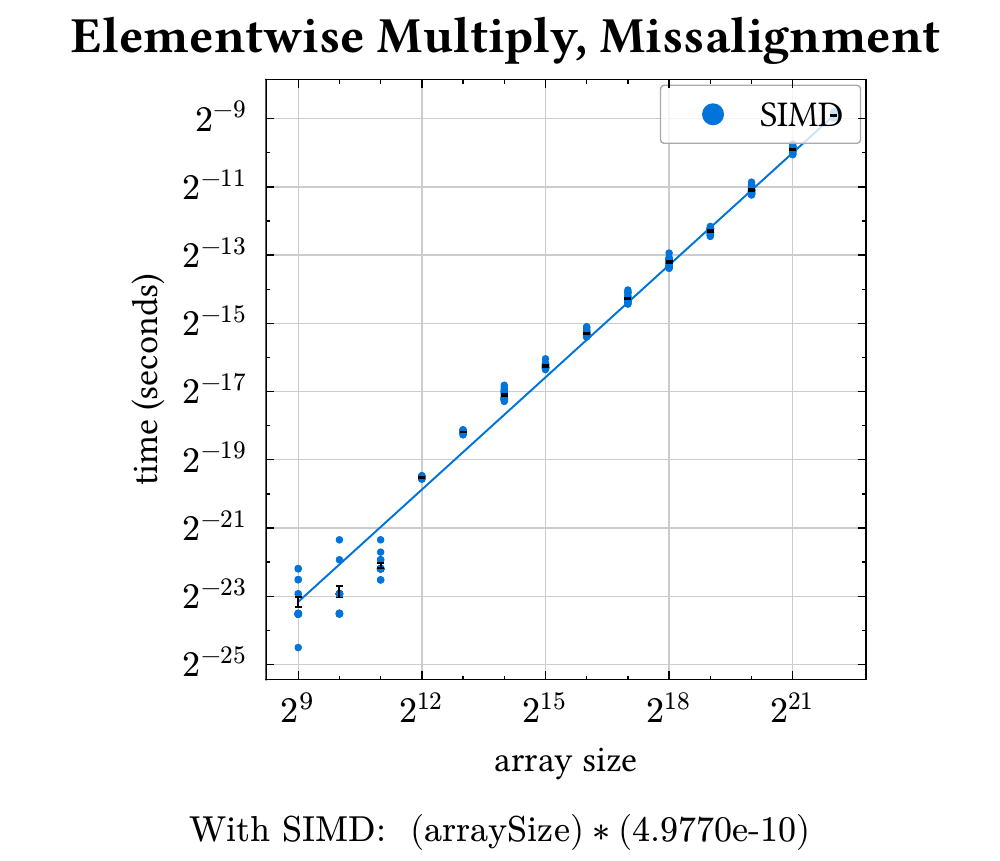 Elementwise Multiply, Missalignment
SIMD
time (seconds)
2^−9
2^−11
2^−13
2^−15
2^−17
2^−19
2^−21
2^−23
2^−25
2^9 2^12 2^15 2^18 2^21
array size
With SIMD: (arraySize) ∗ (4.9770e-10)